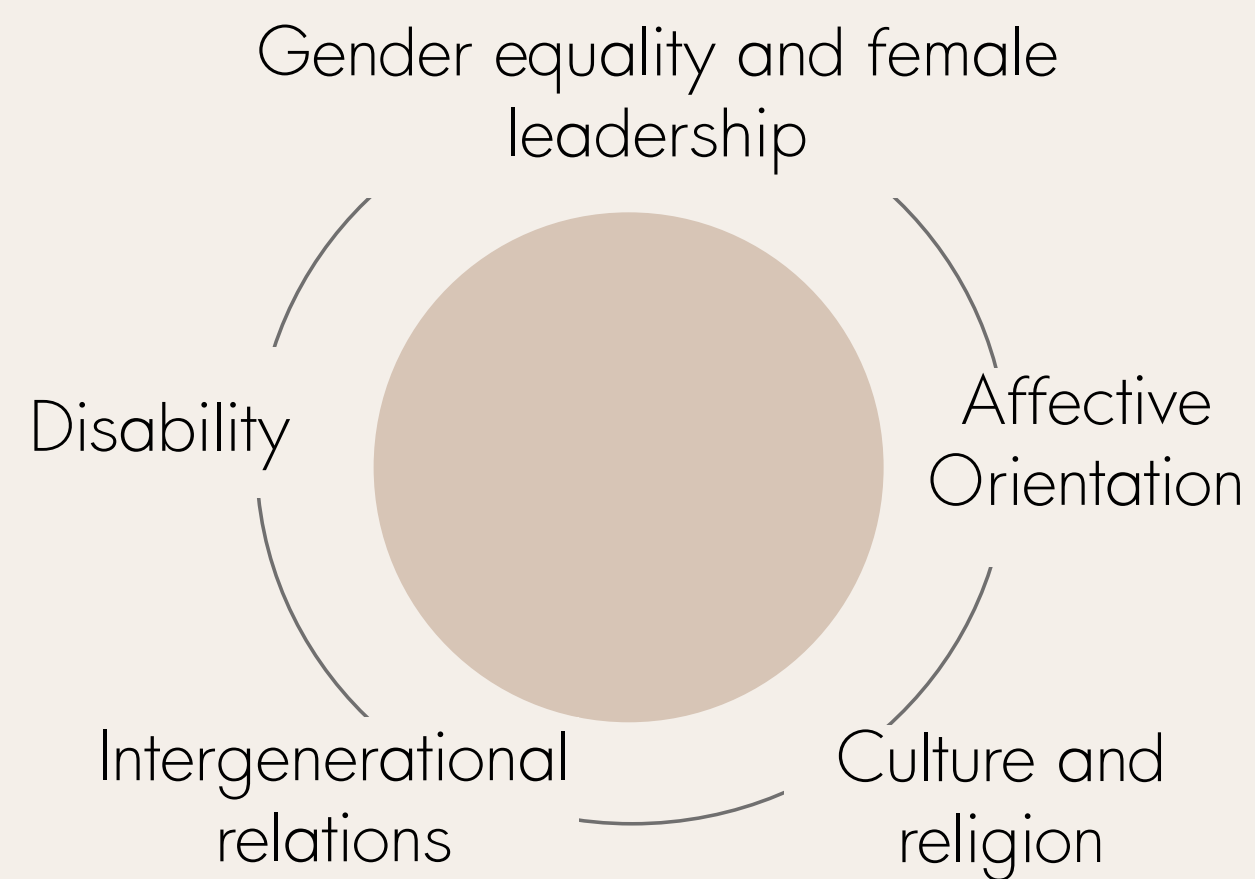 Gender equality and female
leadership
Disability
Affective
Orientation
Intergenerational
relations
Culture and
religion